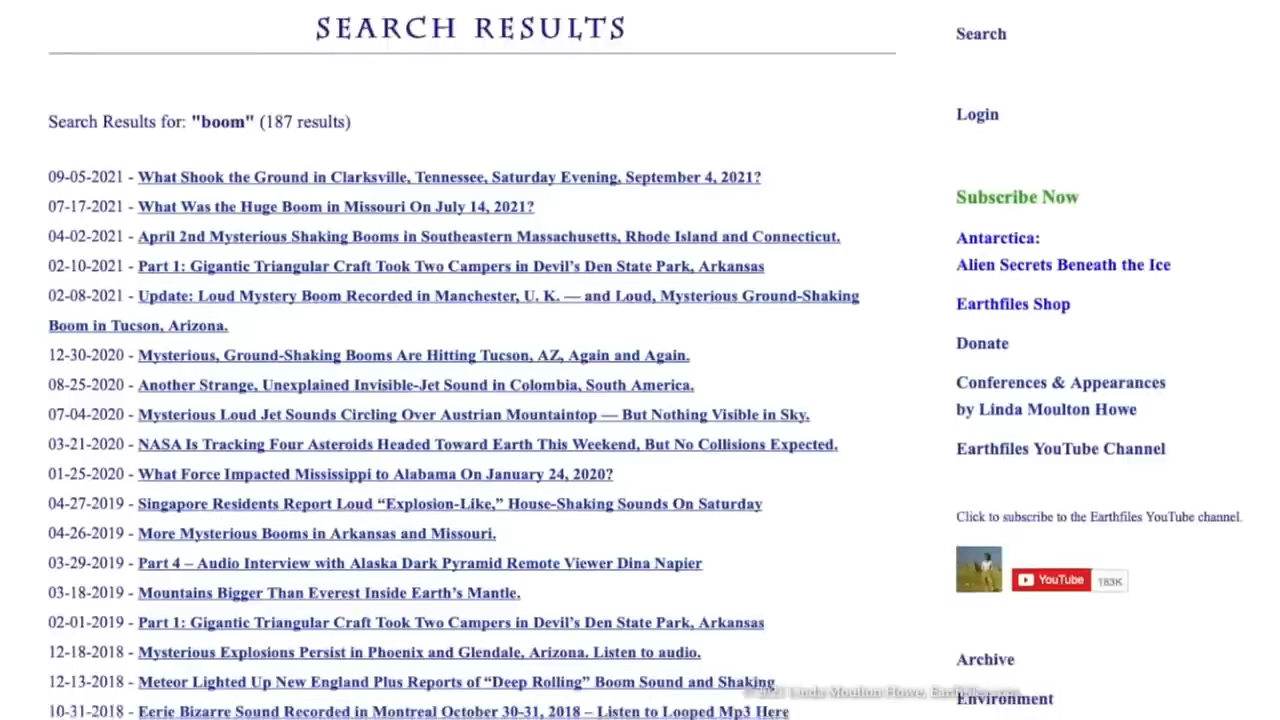 SEARCH RESULTS
Search Results for: "boom" (187 results)
09-05-2021 - What Shook the Ground in Clarksville, Tennessee, Saturday Evening, September 4, 2021?
07-17-2021 - What Was the Huge Boom in Missouri On July 14, 2021?
04-02-2021 - April 2nd Mysterious Shaking Booms in Southeastern Massachusetts, Rhode Island and Connecticut.
02-10-2021 - Part 1: Gigantic Triangular Craft Took Two Campers in Devil’s Den State Park, Arkansas
02-08-2021 - Update: Loud Mystery Boom Recorded in Manchester, U. K. — and Loud, Mysterious Ground-Shaking
Boom in Tucson, Arizona.
12-30-2020 - Mysterious, Ground-Shaking Booms Are Hitting Tucson, AZ, Again and Again.
08-25-2020 - Another Strange, Unexplained Invisible-Jet Sound in Colombia, South America.
07-04-2020 - Mysterious Loud Jet Sounds Circling Over Austrian Mountaintop — But Nothing Visible in Sky.
03-21-2020 - NASA Is Tracking Four Asteroids Headed Toward Earth This Weekend, But No Collisions Expected.
01-25-2020 - What Force Impacted Mississippi to Alabama On January 24, 2020?
04-27-2019 - Singapore Residents Report Loud “Explosion-Like,” House-Shaking Sounds On Saturday
04-26-2019 - More Mysterious Booms in Arkansas and Missouri.
03-29-2019 - Part 4 – Audio Interview with Alaska Dark Pyramid Remote Viewer Dina Napier
03-18-2019 - Mountains Bigger Than Everest Inside Earth’s Mantle.
02-01-2019 - Part 1: Gigantic Triangular Craft Took Two Campers in Devil’s Den State Park, Arkansas
12-18-2018 - Mysterious Explosions Persist in Phoenix and Glendale, Arizona. Listen to audio.
12-13-2018 - Meteor Lighted Up New England Plus Reports of “Deep Rolling” Boom Sound and Shaking
10-31-2018 - Eerie Bizarre Sound Recorded in Montreal October 30-31, 2018 – Listen to Looped Mp3 Here
Search
Login
Subscribe Now
Antarctica:
Alien Secrets Beneath the Ice
Earthfiles Shop
Donate
Conferences & Appearances
by Linda Moulton Howe
Earthfiles YouTube Channel
Click to subscribe to the Earthfiles YouTube channel.
YouTube 183K
Archive
Environment
© 2021 Linda Moulton Howe, Earthfiles.com